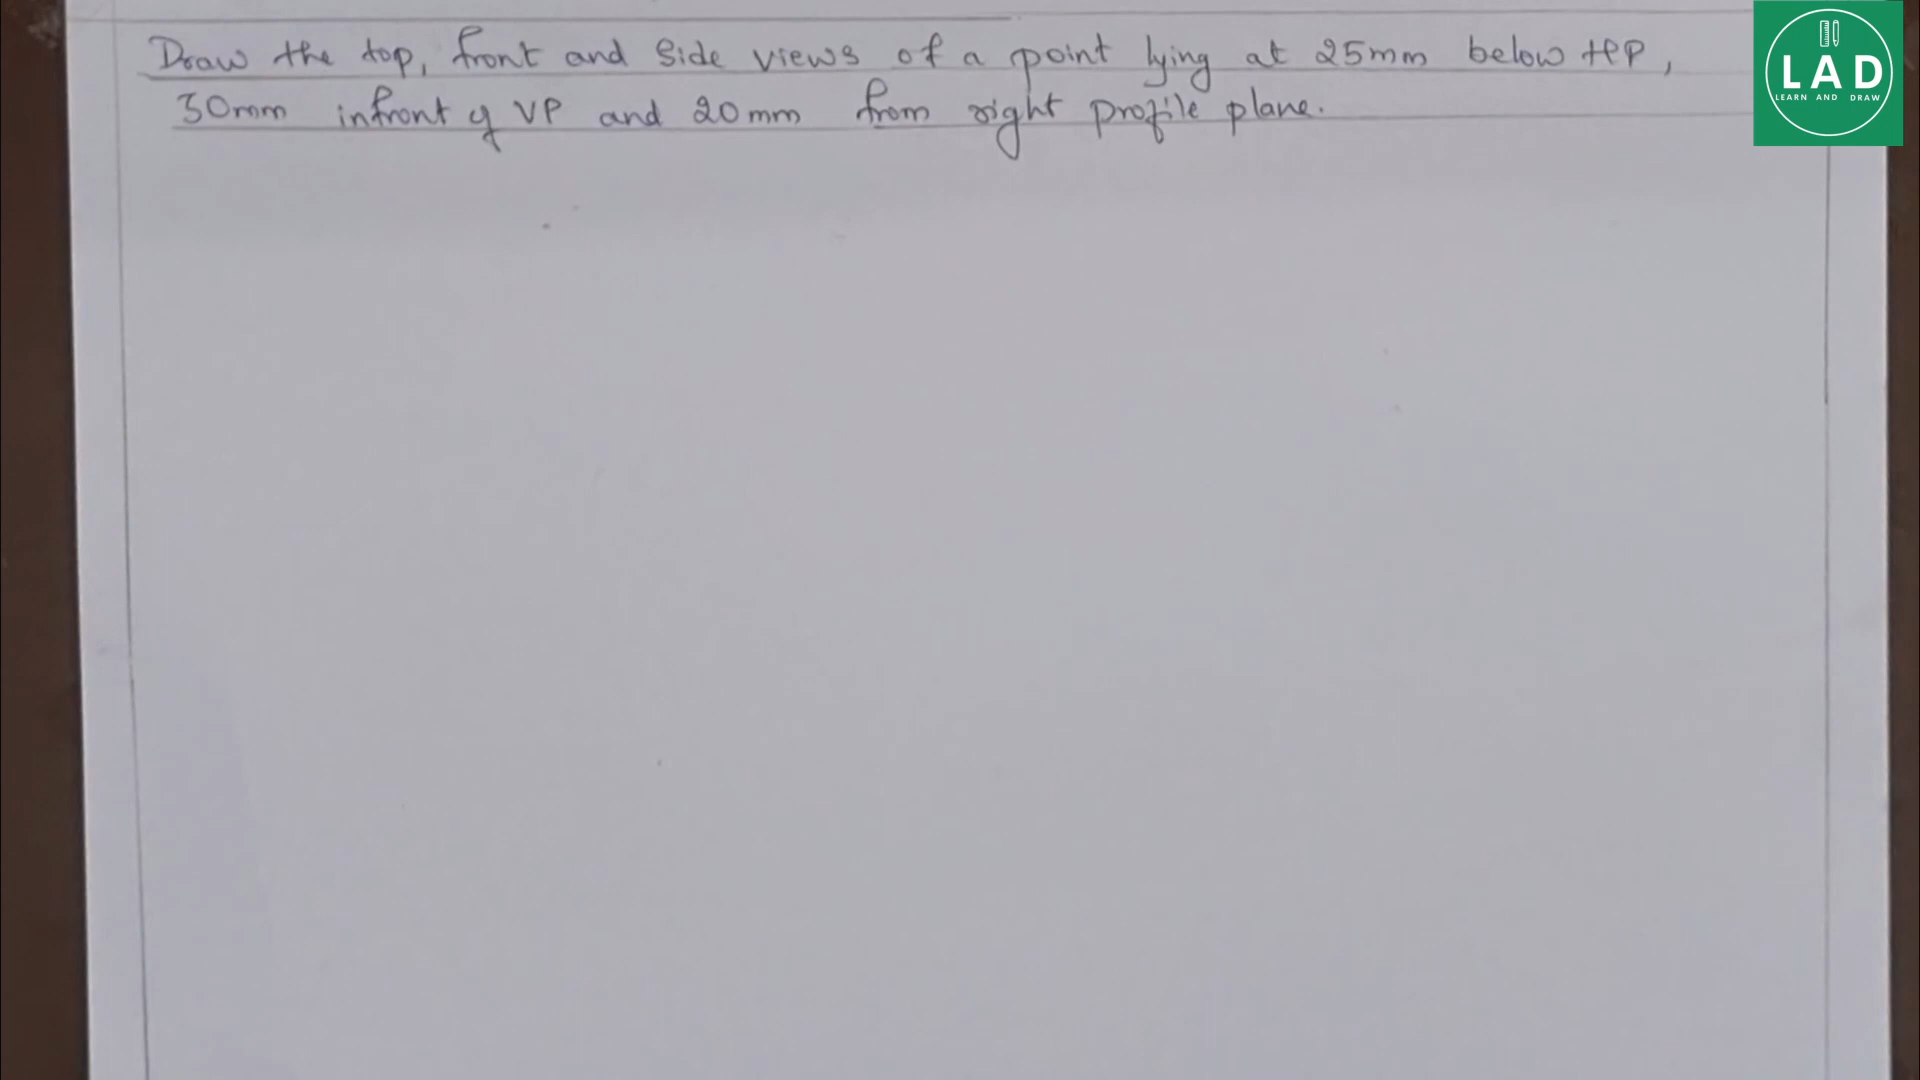 Draw the top, front and side views of a point lying at 25mm below HP,
30mm infront of VP and 20mm from right profile plane.
LAD
LEARN AND DRAW